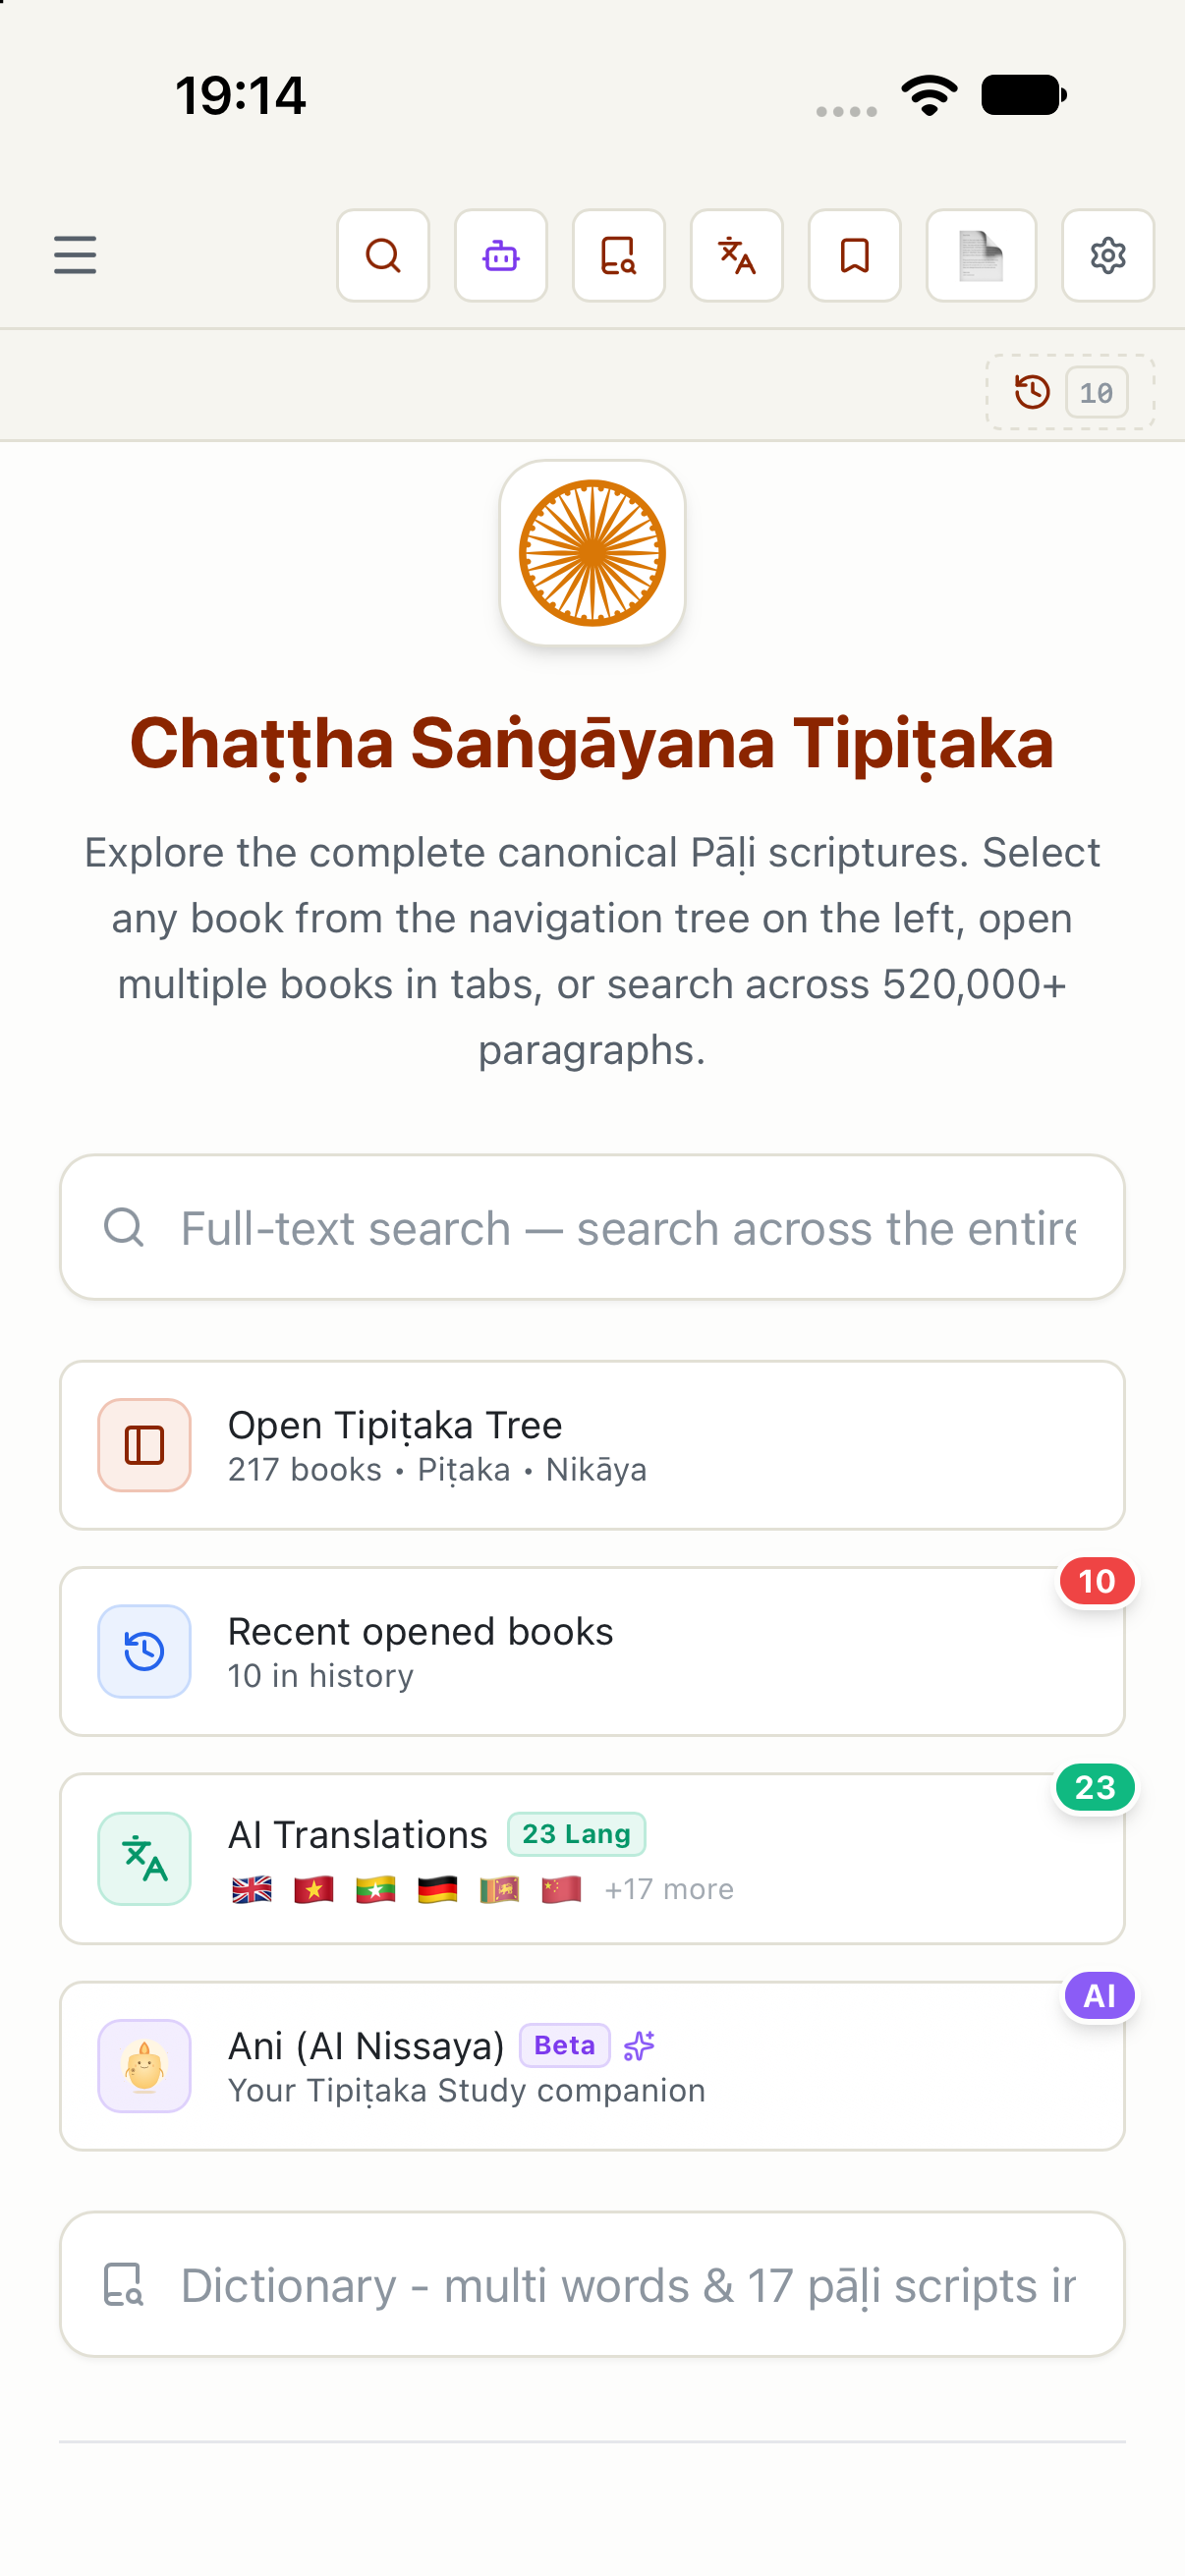 19:14
10
Chaṭṭha Saṅgāyana Tipiṭaka
Explore the complete canonical Pāḷi scriptures. Select
any book from the navigation tree on the left, open
multiple books in tabs, or search across 520,000+
paragraphs.
Full-text search — search across the entire
Open Tipiṭaka Tree
217 books • Piṭaka • Nikāya
10
Recent opened books
10 in history
23
AI Translations 23 Lang
+17 more
AI
Ani (AI Nissaya) Beta
Your Tipiṭaka Study companion
Dictionary - multi words & 17 pāḷi scripts